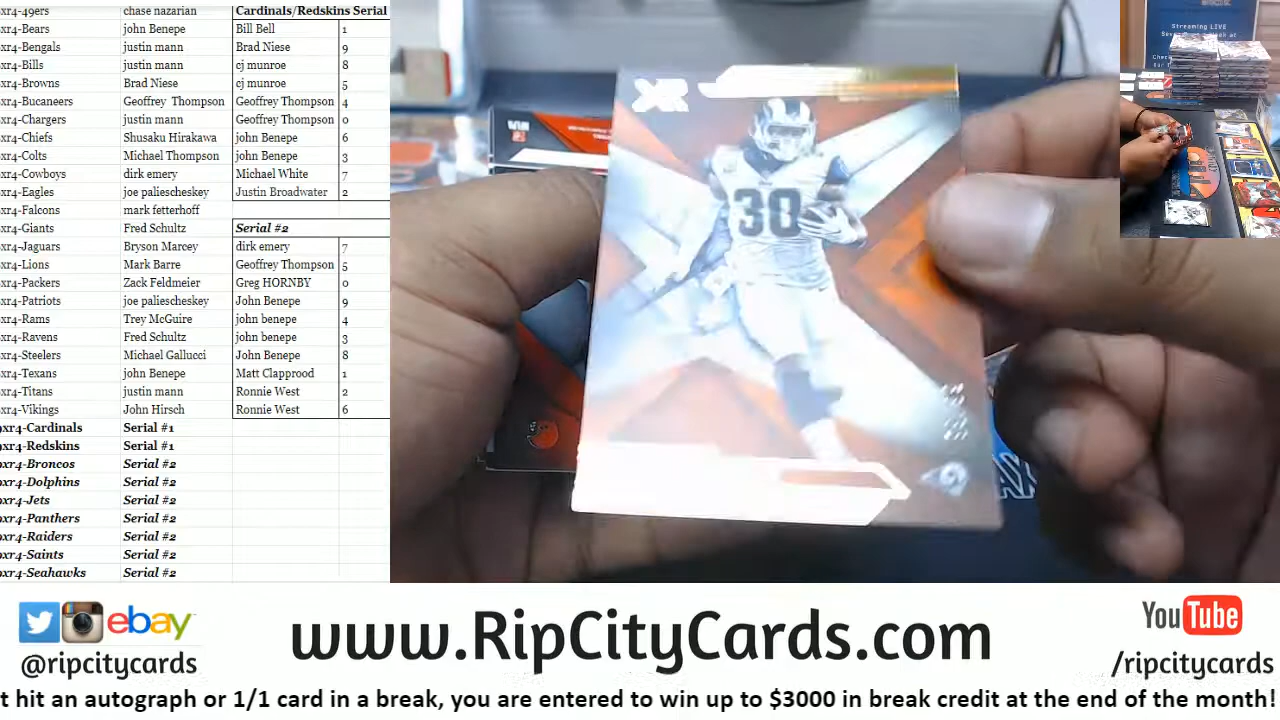 xr4-49ers chase nazarian Cardinals/Redskins Serial
xr4-Bears john Benepe Bill Bell 1
xr4-Bengals justin mann Brad Niese 9
xr4-Bills justin mann cj munroe 8
xr4-Browns Brad Niese cj munroe 5
xr4-Bucaneers Geoffrey Thompson Geoffrey Thompson 4
xr4-Chargers justin mann Geoffrey Thompson 0
xr4-Chiefs Shusaku Hirakawa john Benepe 6
xr4-Colts Michael Thompson john Benepe 3
xr4-Cowboys dirk emery Michael White 7
xr4-Eagles joe paliescheskey Justin Broadwater 2
xr4-Falcons mark fetterhoff
xr4-Giants Fred Schultz Serial #2
xr4-Jaguars Bryson Marcey dirk emery 7
xr4-Lions Mark Barre Geoffrey Thompson 5
xr4-Packers Zack Feldmeier Greg HORNBY 0
xr4-Patriots joe paliescheskey John Benepe 9
xr4-Rams Trey McGuire john benepe 4
xr4-Ravens Fred Schultz john benepe 3
xr4-Steelers Michael Gallucci John Benepe 8
xr4-Texans john Benepe Matt Clapprood 1
xr4-Titans justin mann Ronnie West 2
xr4-Vikings John Hirsch Ronnie West 6
xr4-Cardinals Serial #1
xr4-Redskins Serial #1
xr4-Broncos Serial #2
xr4-Dolphins Serial #2
xr4-Jets Serial #2
xr4-Panthers Serial #2
xr4-Raiders Serial #2
xr4-Saints Serial #2
xr4-Seahawks Serial #2
XR
30
Streaming LIVE
ebay
@ripcitycards
www.RipCityCards.com
YouTube
/ripcitycards
t hit an autograph or 1/1 card in a break, you are entered to win up to $3000 in break credit at the end of the month!